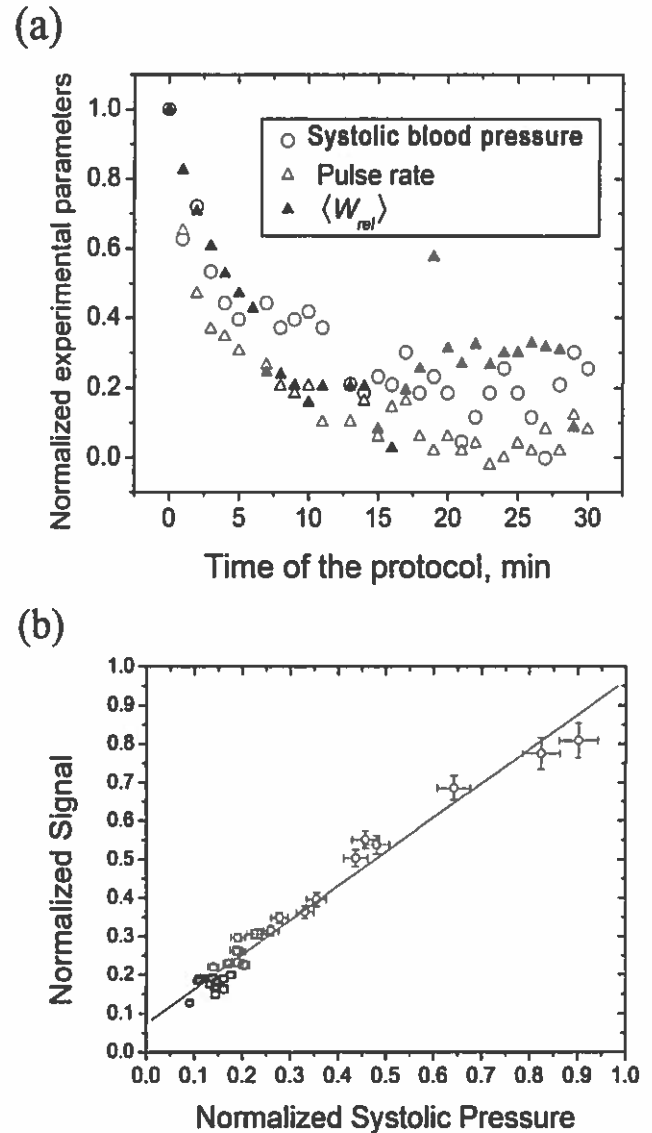 (a)
Normalized experimental parameters
1.0
0.8
0.6
0.4
0.2
0.0
Systolic blood pressure
Pulse rate
⟨W_rel⟩
0 5 10 15 20 25 30
Time of the protocol, min
(b)
Normalized Signal
1.0
0.9
0.8
0.7
0.6
0.5
0.4
0.3
0.2
0.1
0.0
0.0 0.1 0.2 0.3 0.4 0.5 0.6 0.7 0.8 0.9 1.0
Normalized Systolic Pressure